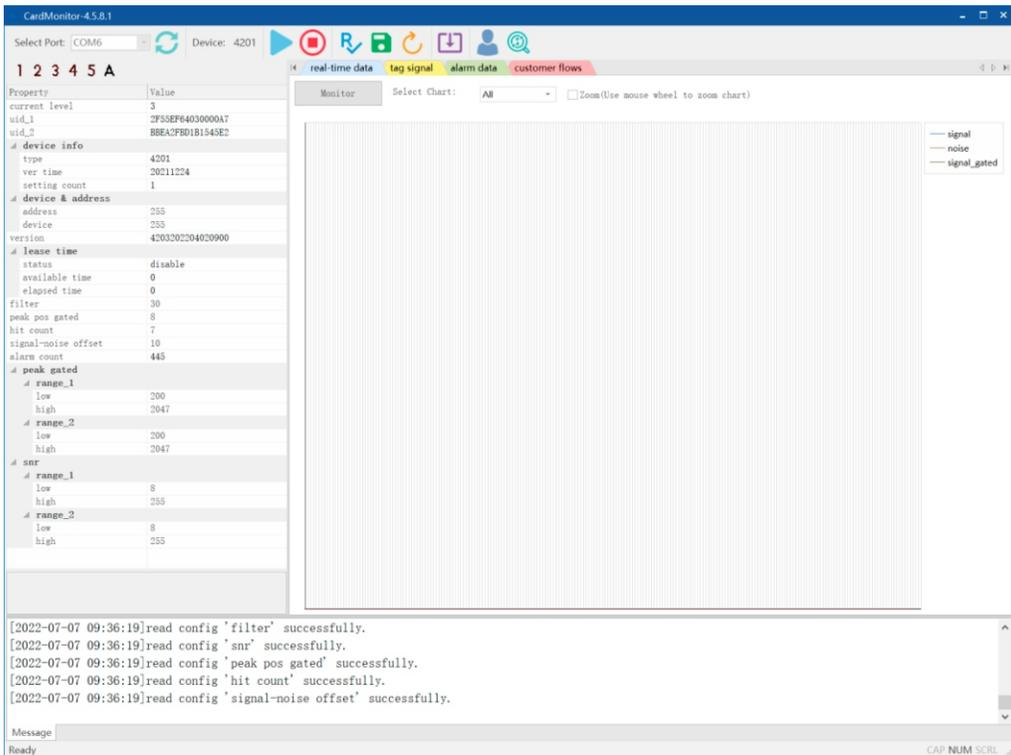 CardMonitor-4.5.8.1
Select Port: COM6 Device: 4201
1 2 3 4 5 A
real-time data tag signal alarm data customer flows
Monitor Select Chart: All Zoom(Use mouse wheel to zoom chart)
Property Value
current level 3
uid_1 2F55EF64030000A7
uid_2 BBEA2FBD1B1545E2
device info
type 4201
ver time 20211224
setting count 1
device & address
address 255
device 255
version 4203202204020900
lease time
status disable
available time 0
elapsed time 0
filter 30
peak pos gated 8
hit count 7
signal-noise offset 10
alarm count 445
peak gated
range_1
low 200
high 2047
range_2
low 200
high 2047
snr
range_1
low 8
high 255
range_2
low 8
high 255
signal
noise
signal_gated
[2022-07-07 09:36:19]read config 'filter' successfully.
[2022-07-07 09:36:19]read config 'snr' successfully.
[2022-07-07 09:36:19]read config 'peak pos gated' successfully.
[2022-07-07 09:36:19]read config 'hit count' successfully.
[2022-07-07 09:36:19]read config 'signal-noise offset' successfully.
Message
Ready CAP NUM SCRL